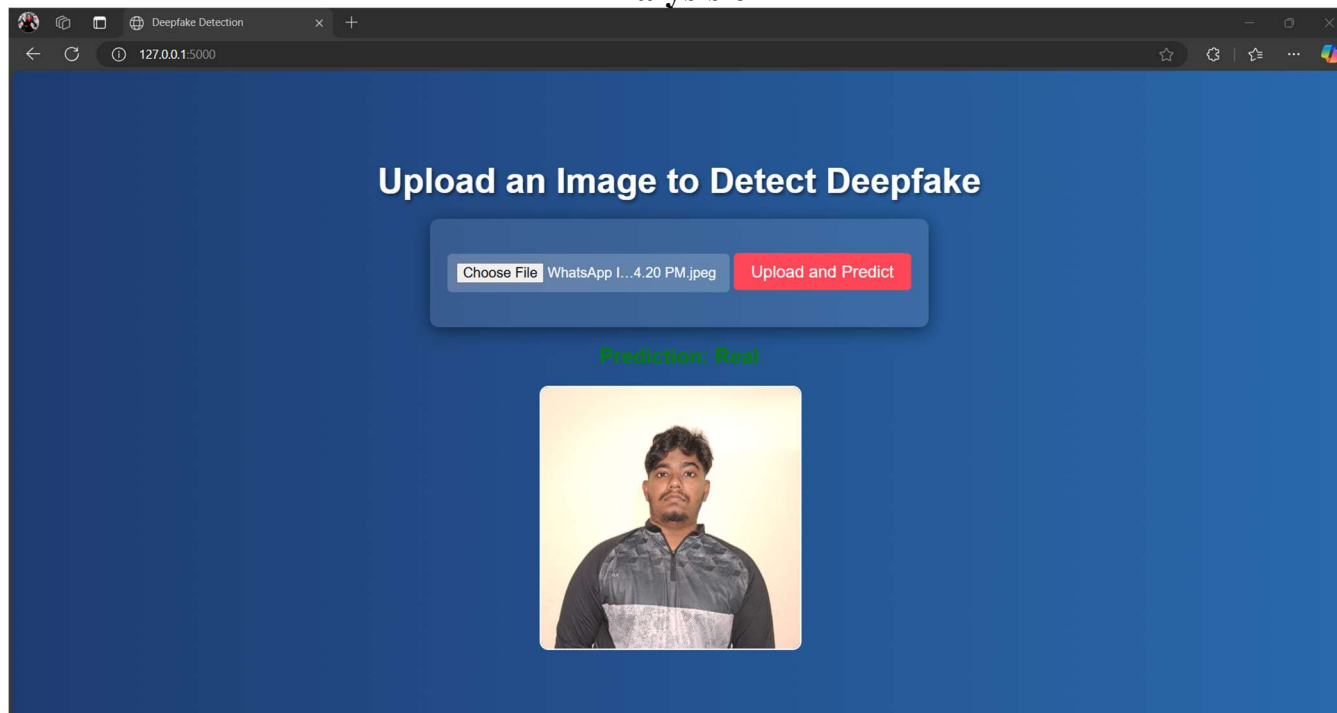 Deepfake Detection
127.0.0.1:5000
Upload an Image to Detect Deepfake
Choose File WhatsApp I...4.20 PM.jpeg Upload and Predict
Prediction: Real